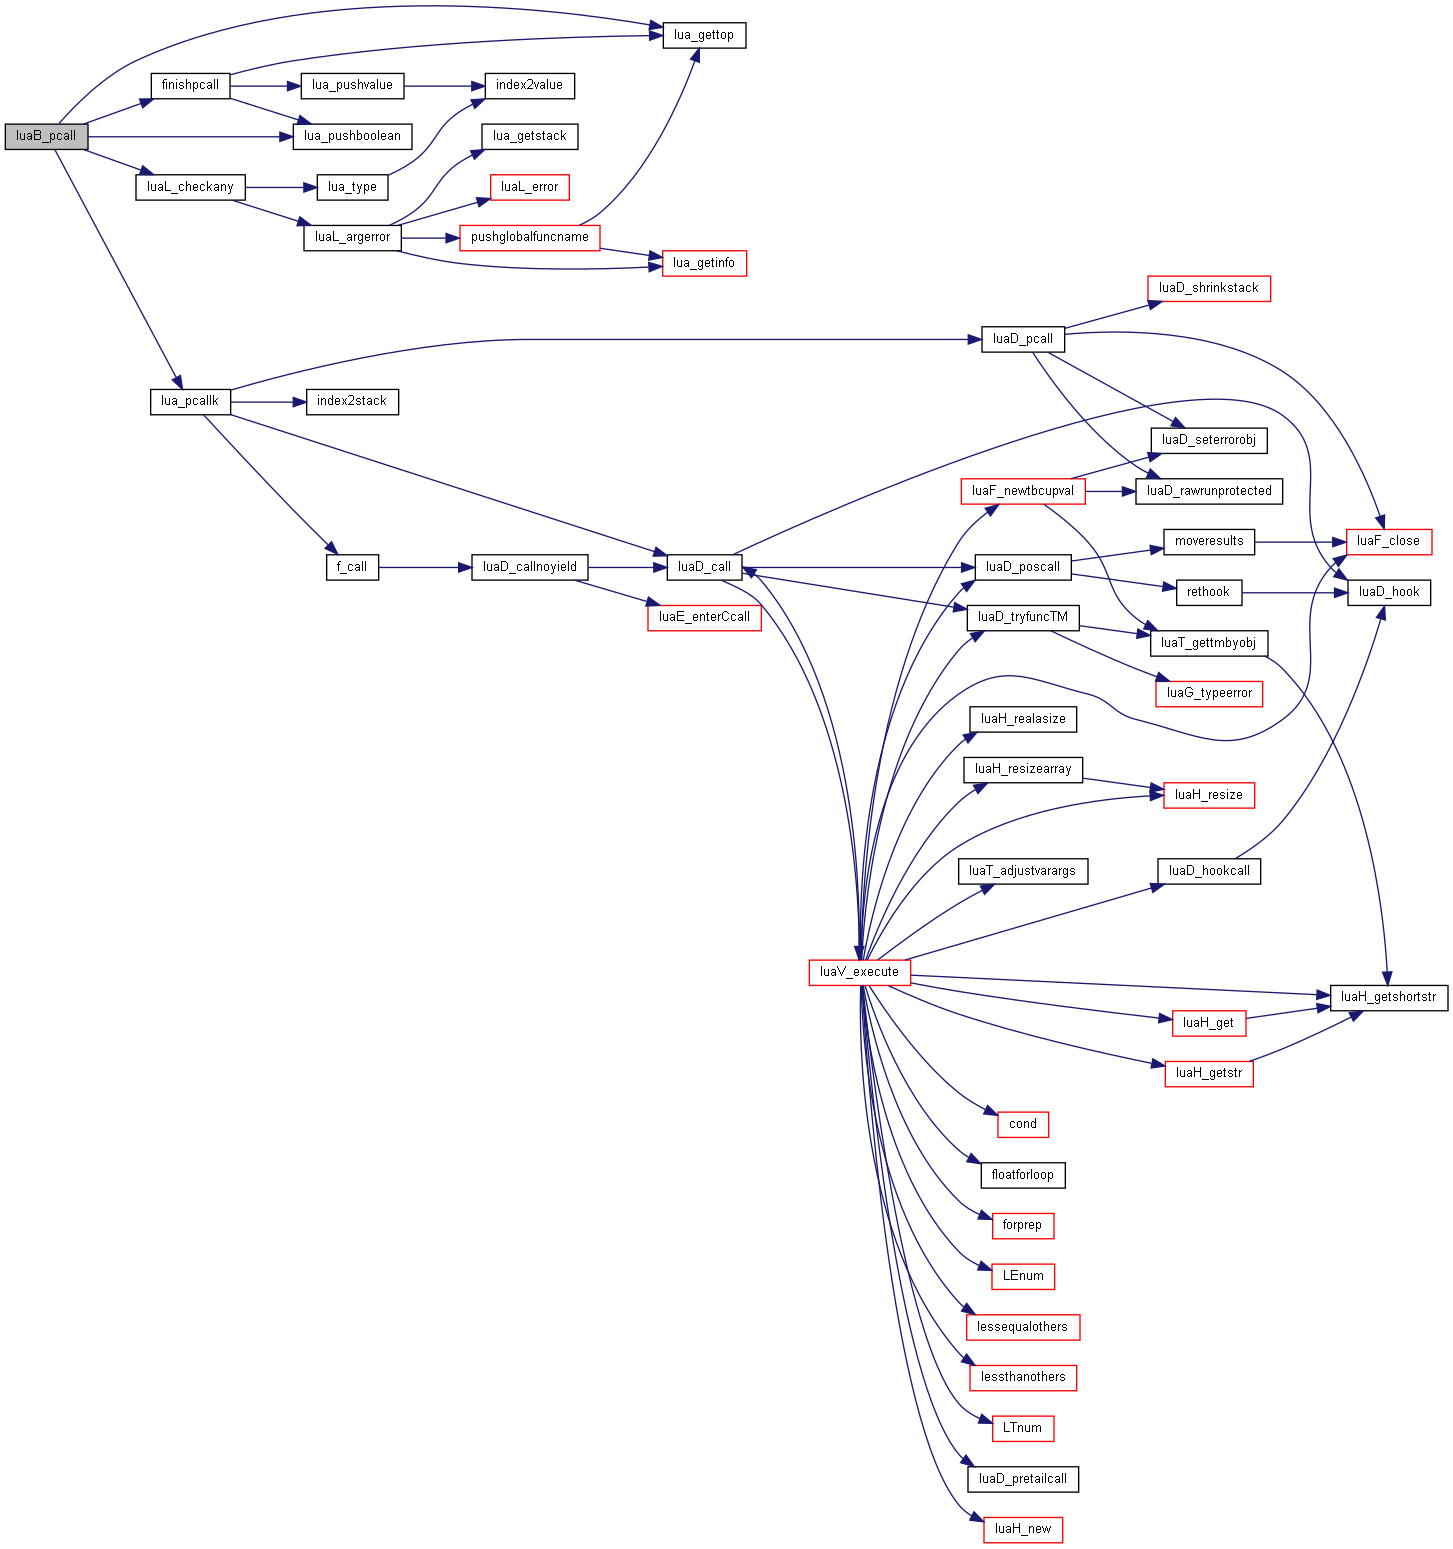 lua_gettop
finishpcall
lua_pushvalue
index2value
luaB_pcall
lua_pushboolean
lua_getstack
luaL_checkany
lua_type
luaL_error
luaL_argerror
pushglobalfuncname
lua_getinfo
luaD_shrinkstack
luaD_pcall
lua_pcallk
index2stack
luaD_seterrorobj
luaF_newtbcupval
luaD_rawrunprotected
moveresults
luaF_close
f_call
luaD_callnoyield
luaD_call
luaD_poscall
rethook
luaD_hook
luaE_enterCcall
luaD_tryfuncTM
luaT_gettmbyobj
luaG_typeerror
luaH_realasize
luaH_resizearray
luaH_resize
luaT_adjustvarargs
luaD_hookcall
luaV_execute
luaH_getshortstr
luaH_get
luaH_getstr
cond
floatforloop
forprep
LEnum
lessequalothers
lessthanothers
LTnum
luaD_pretailcall
luaH_new